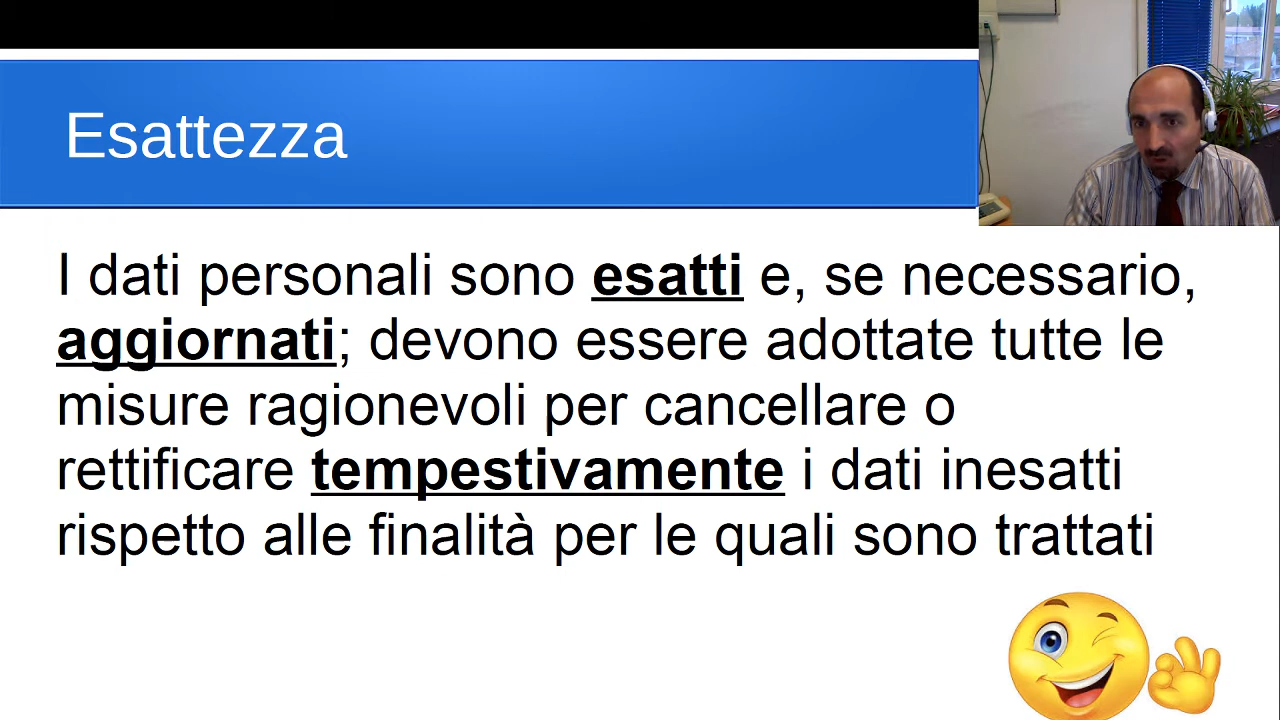 Esattezza
I dati personali sono esatti e, se necessario,
aggiornati; devono essere adottate tutte le
misure ragionevoli per cancellare o
rettificare tempestivamente i dati inesatti
rispetto alle finalità per le quali sono trattati